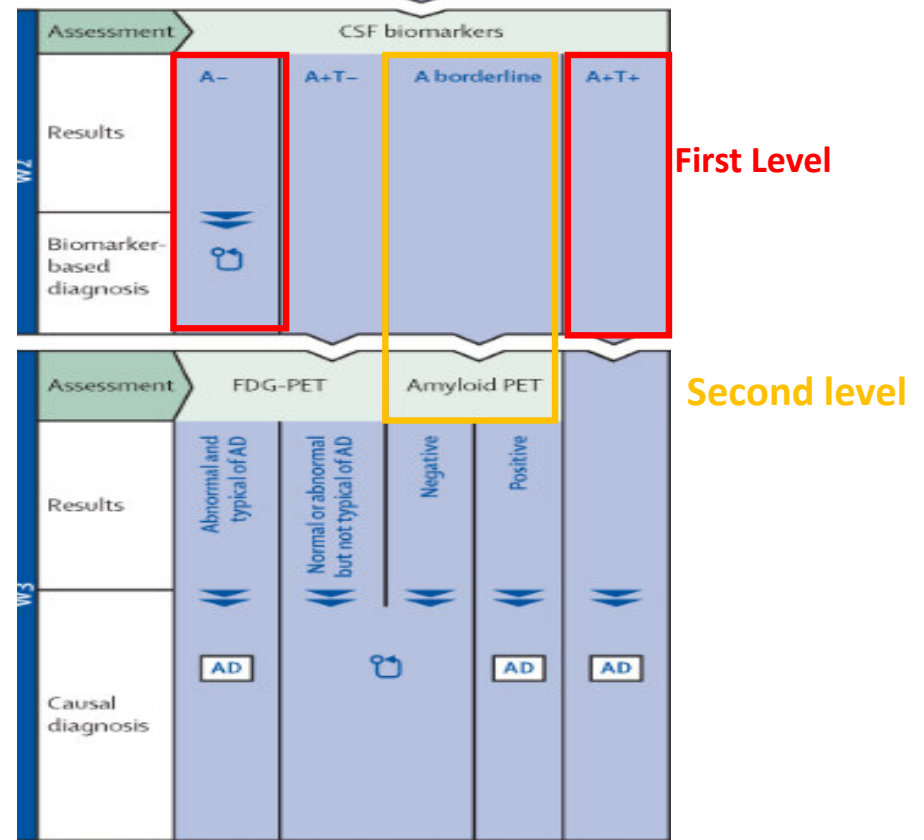 Assessment
CSF biomarkers
W2
Results
A−
A+T−
A borderline
A+T+
First Level
Biomarker-
based
diagnosis
Assessment
FDG-PET
Amyloid PET
Second level
W3
Results
Abnormal and
typical of AD
Normal or abnormal
but not typical of AD
Negative
Positive
Causal
diagnosis
AD
AD
AD